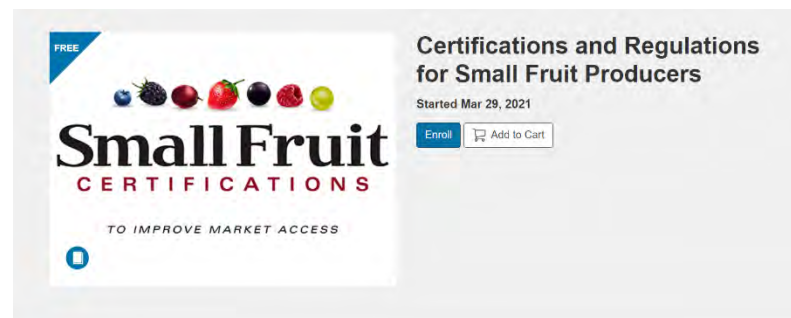 FREE
Small Fruit
CERTIFICATIONS
TO IMPROVE MARKET ACCESS
Certifications and Regulations
for Small Fruit Producers
Started Mar 29, 2021
Enroll
Add to Cart